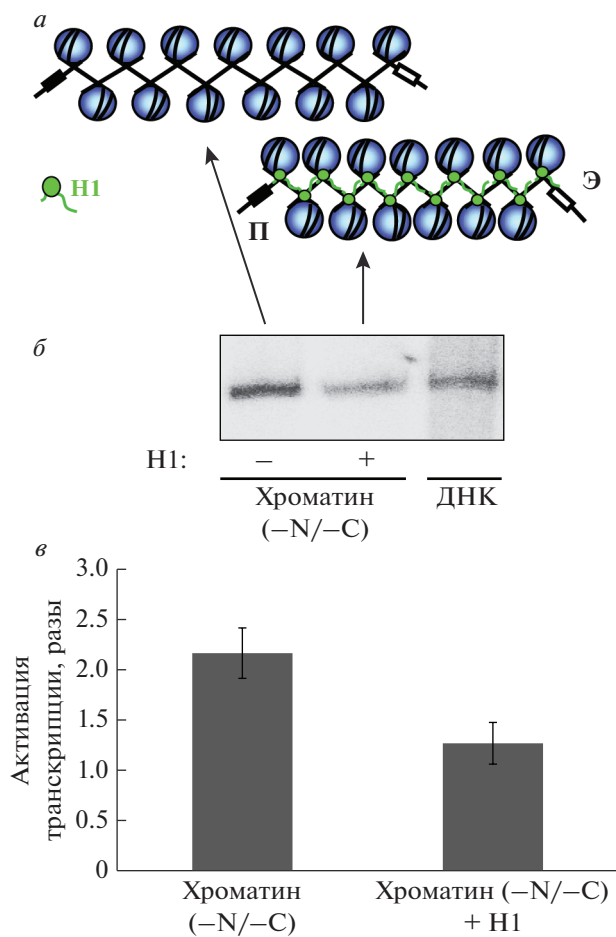 а
H1
П
Э
б
H1:
–
+
Хроматин
(–N/–C)
ДНК
в
Активация
транскрипции, разы
3.0
2.5
2.0
1.5
1.0
0.5
0
Хроматин
(–N/–C)
Хроматин (–N/–C)
+ H1